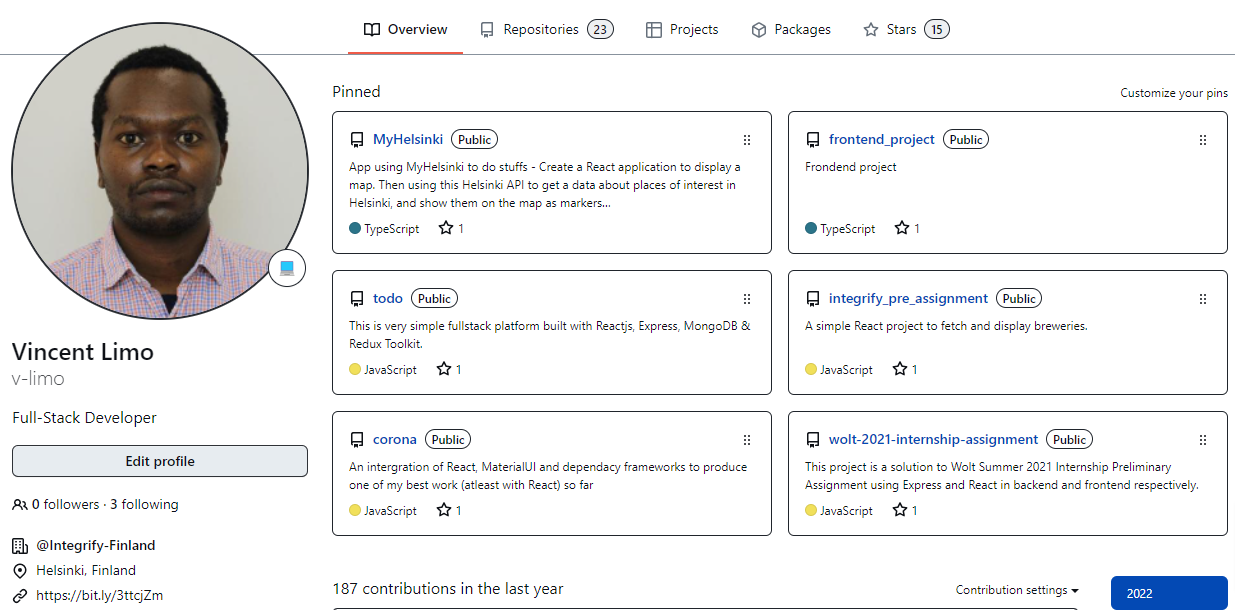 Overview
Repositories 23
Projects
Packages
Stars 15
Vincent Limo
v-limo
Full-Stack Developer
Edit profile
0 followers · 3 following
@Integrify-Finland
Helsinki, Finland
https://bit.ly/3ttcjZm
Pinned
Customize your pins
MyHelsinki Public
App using MyHelsinki to do stuffs - Create a React application to display a
map. Then using this Helsinki API to get a data about places of interest in
Helsinki, and show them on the map as markers...
TypeScript 1
frontend_project Public
Frondend project
TypeScript 1
todo Public
This is very simple fullstack platform built with Reactjs, Express, MongoDB &
Redux Toolkit.
JavaScript 1
integrify_pre_assignment Public
A simple React project to fetch and display breweries.
JavaScript 1
corona Public
An intergration of React, MaterialUI and dependacy frameworks to produce
one of my best work (atleast with React) so far
JavaScript 1
wolt-2021-internship-assignment Public
This project is a solution to Wolt Summer 2021 Internship Preliminary
Assignment using Express and React in backend and frontend respectively.
JavaScript 1
187 contributions in the last year
Contribution settings
2022